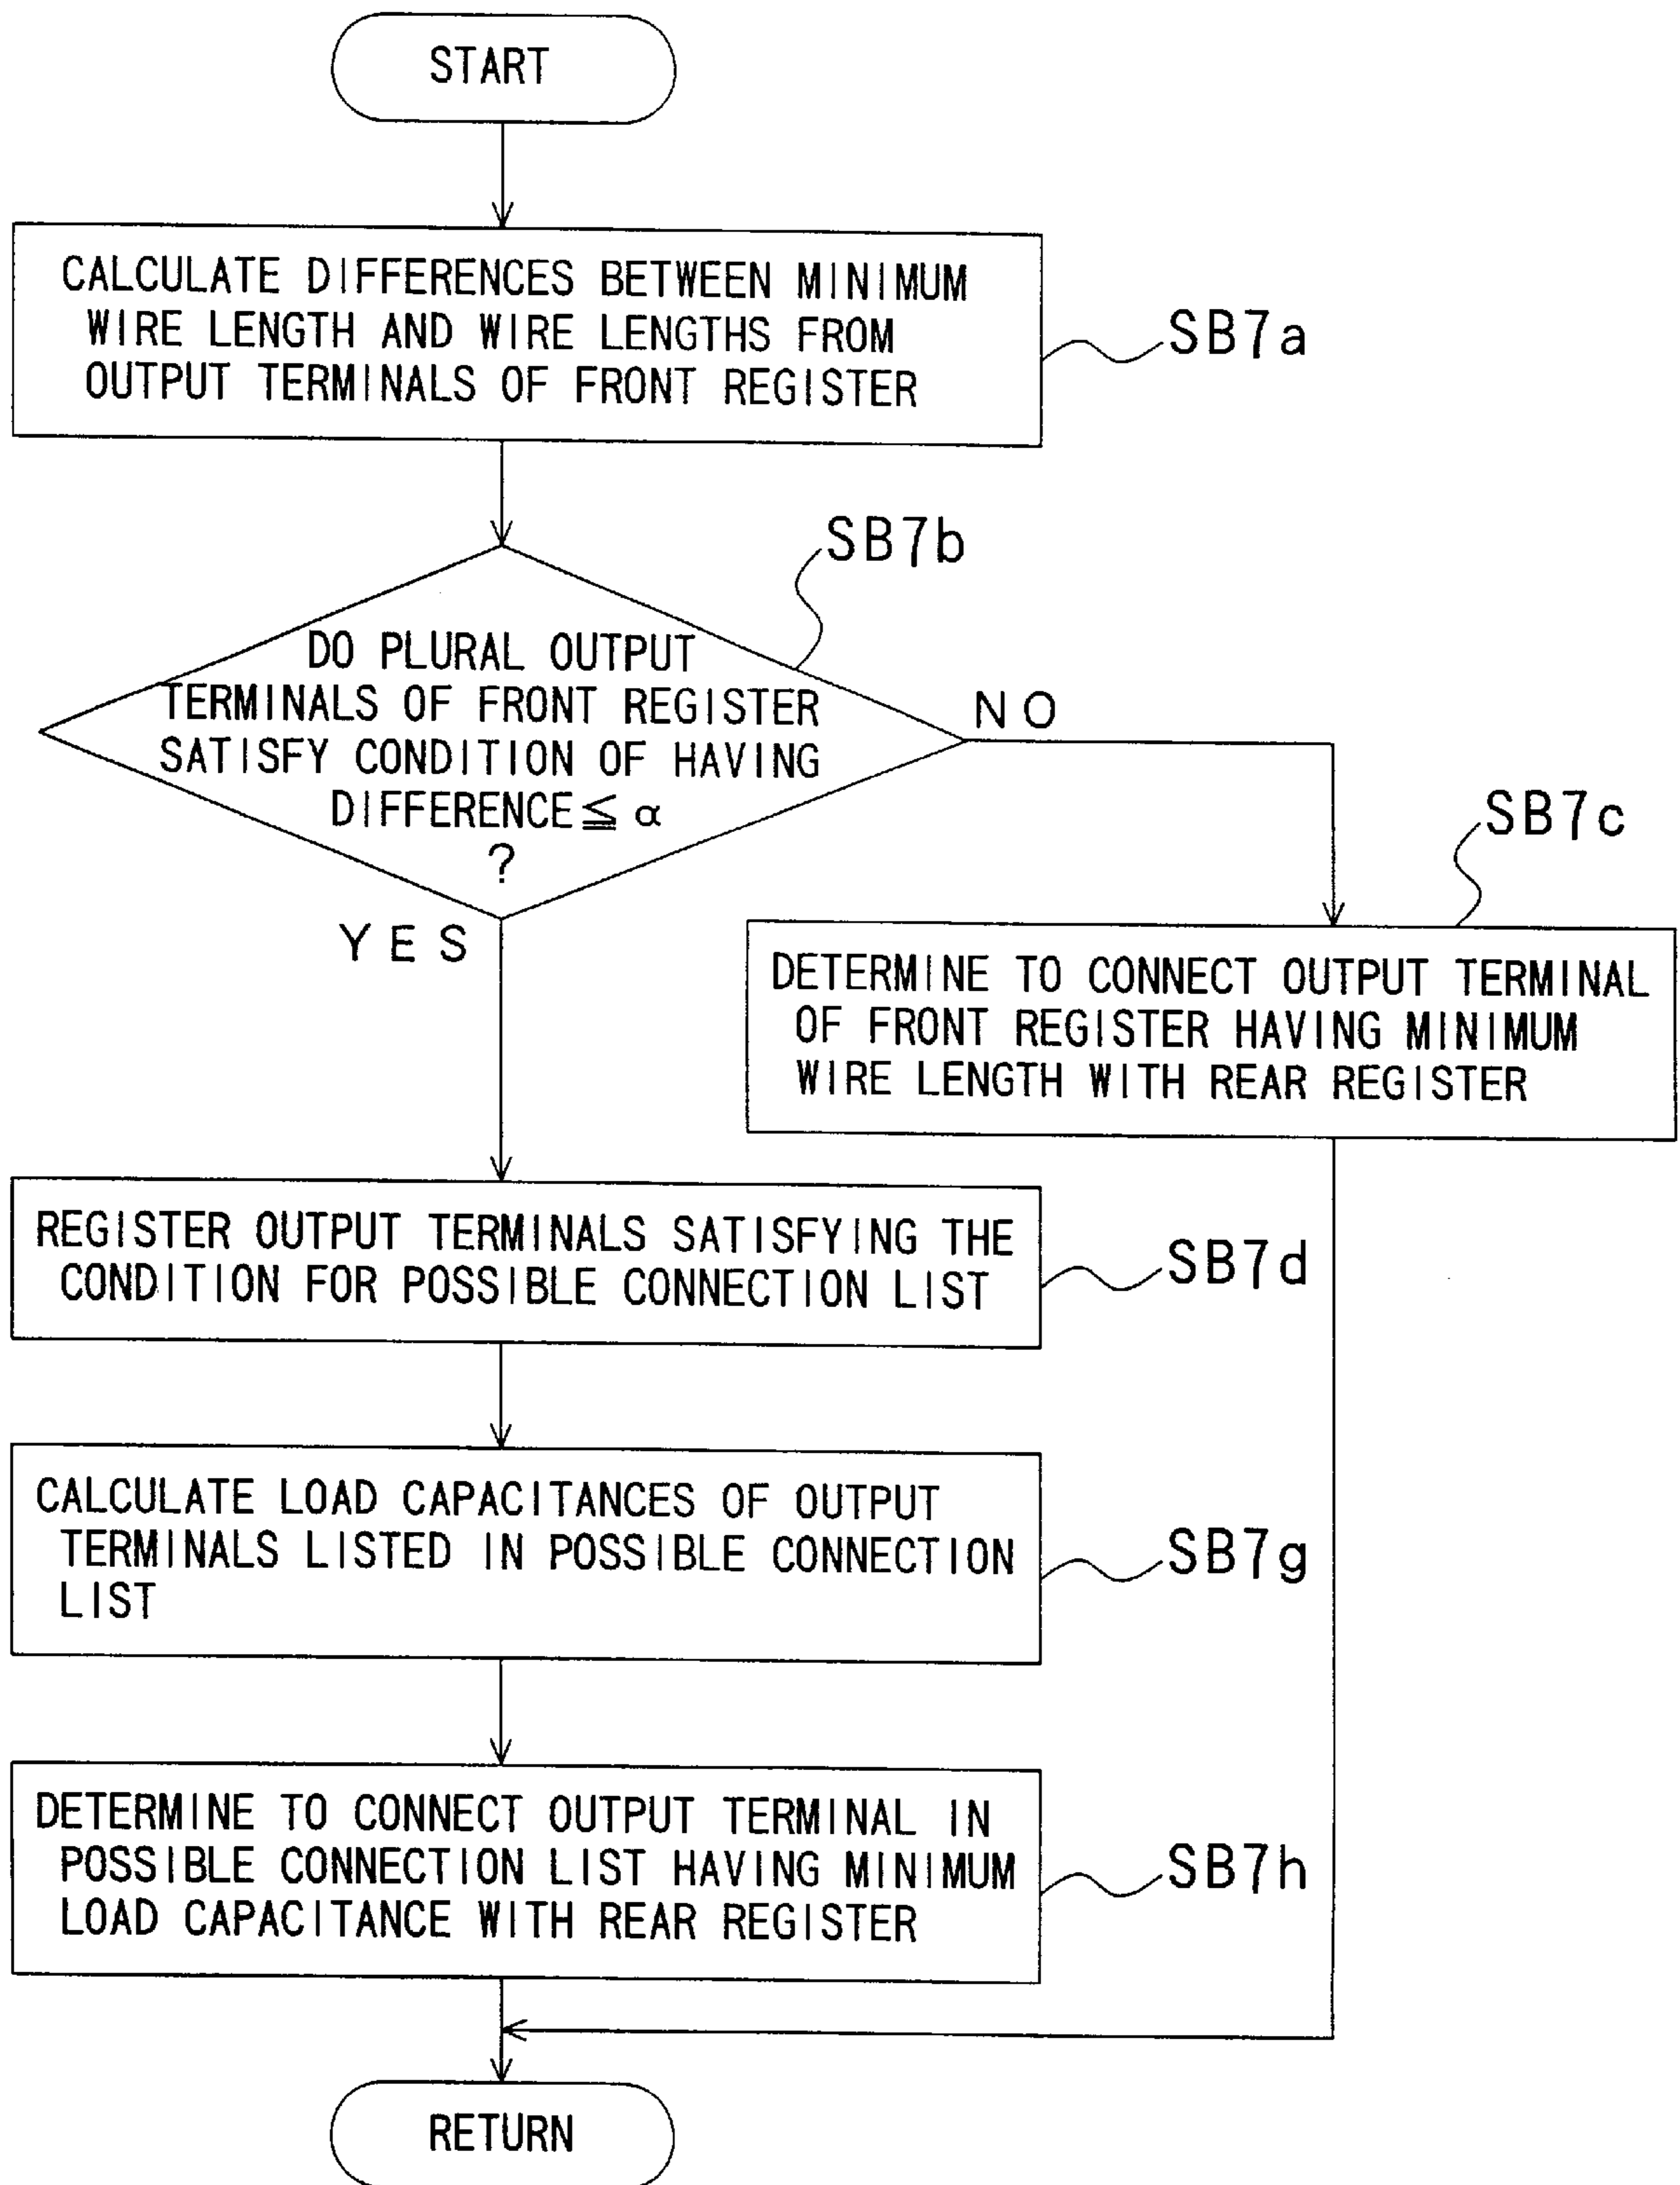 START
CALCULATE DIFFERENCES BETWEEN MINIMUM
WIRE LENGTH AND WIRE LENGTHS FROM
OUTPUT TERMINALS OF FRONT REGISTER
SB7a
SB7b
DO PLURAL OUTPUT
TERMINALS OF FRONT REGISTER
SATISFY CONDITION OF HAVING
DIFFERENCE≦ α
?
NO
YES
SB7c
DETERMINE TO CONNECT OUTPUT TERMINAL
OF FRONT REGISTER HAVING MINIMUM
WIRE LENGTH WITH REAR REGISTER
REGISTER OUTPUT TERMINALS SATISFYING THE
CONDITION FOR POSSIBLE CONNECTION LIST
SB7d
CALCULATE LOAD CAPACITANCES OF OUTPUT
TERMINALS LISTED IN POSSIBLE CONNECTION
LIST
SB7g
DETERMINE TO CONNECT OUTPUT TERMINAL IN
POSSIBLE CONNECTION LIST HAVING MINIMUM
LOAD CAPACITANCE WITH REAR REGISTER
SB7h
RETURN